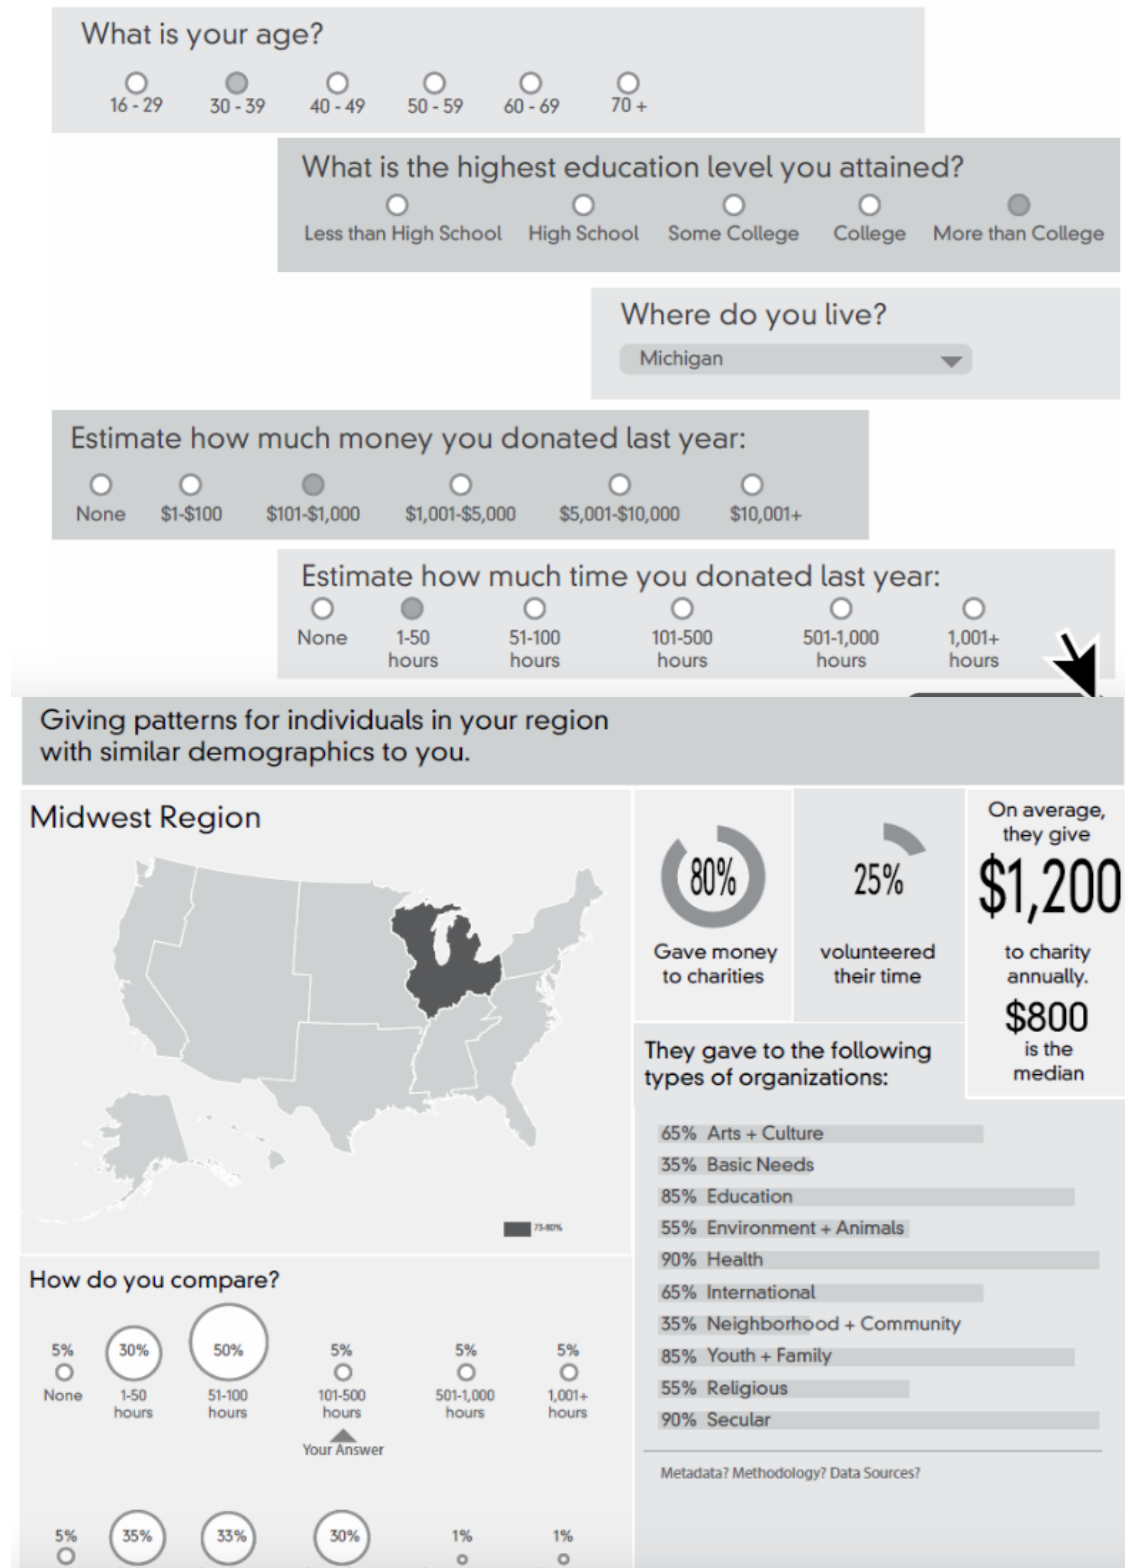 What is your age?
16 - 29 30 - 39 40 - 49 50 - 59 60 - 69 70 +
What is the highest education level you attained?
Less than High School High School Some College College More than College
Where do you live?
Michigan
Estimate how much money you donated last year:
None $1-$100 $101-$1,000 $1,001-$5,000 $5,001-$10,000 $10,001+
Estimate how much time you donated last year:
None 1-50 51-100 101-500 501-1,000 1,001+
hours hours hours hours hours
Giving patterns for individuals in your region
with similar demographics to you.
Midwest Region
73-80%
80%
Gave money
to charities
25%
volunteered
their time
On average,
they give
$1,200
to charity
annually.
$800
is the
median
They gave to the following
types of organizations:
65% Arts + Culture
35% Basic Needs
85% Education
55% Environment + Animals
90% Health
65% International
35% Neighborhood + Community
85% Youth + Family
55% Religious
90% Secular
Metadata? Methodology? Data Sources?
How do you compare?
5% 30% 50% 5% 5% 5%
None 1-50 51-100 101-500 501-1,000 1,001+
hours hours hours hours hours
Your Answer
5% 35% 33% 30% 1% 1%